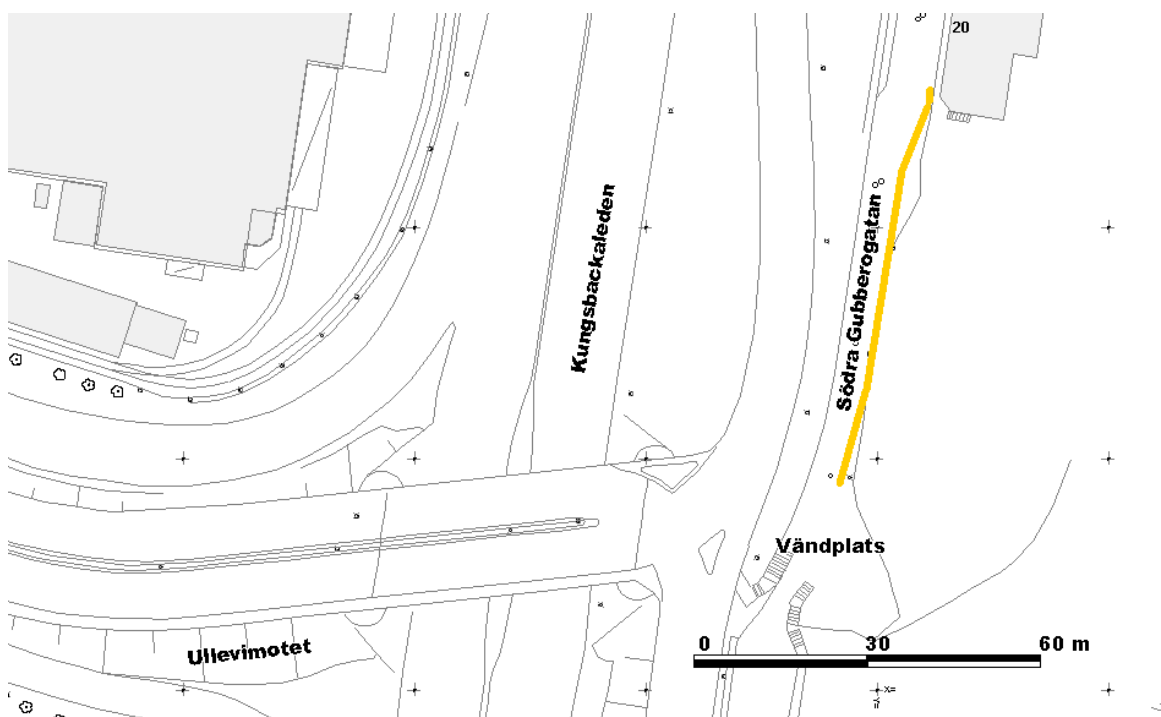 20
Kungsbackaleden
Södra Gubberogatan
Vändplats
Ullevimotet
0 30 60 m
X=
Y=